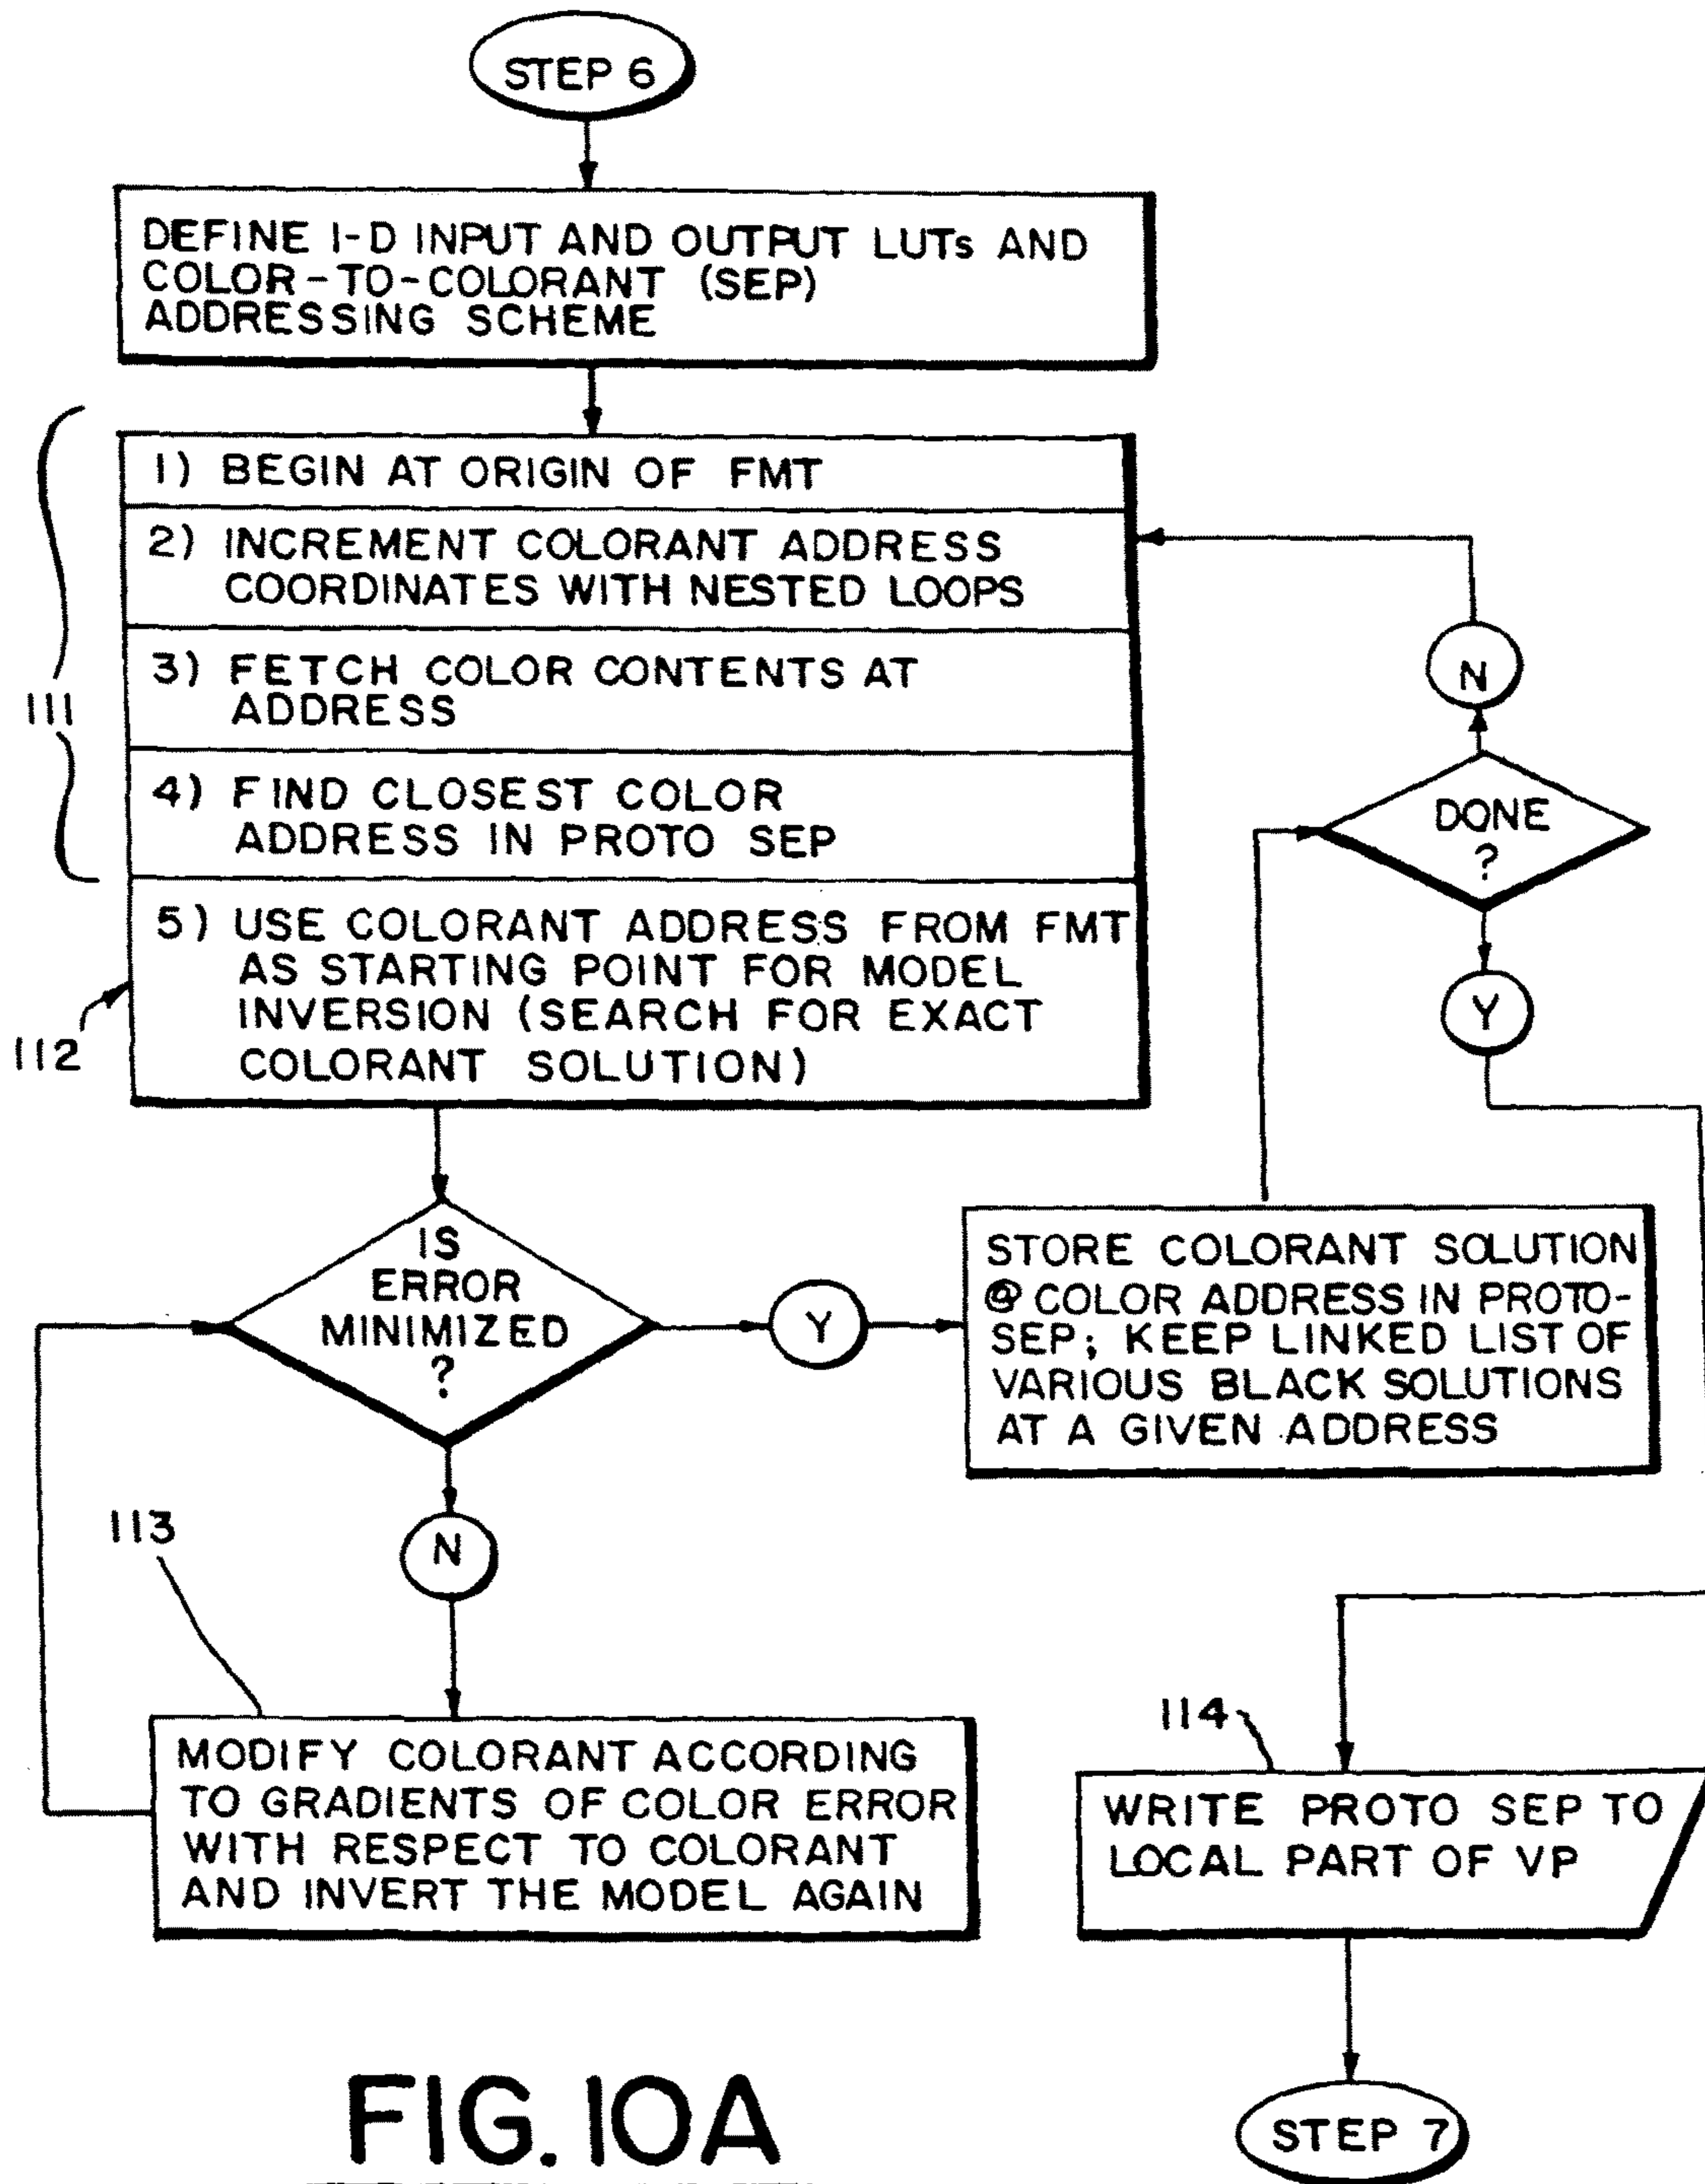 STEP 6
DEFINE 1-D INPUT AND OUTPUT LUTs AND
COLOR-TO-COLORANT (SEP)
ADDRESSING SCHEME
1) BEGIN AT ORIGIN OF FMT
2) INCREMENT COLORANT ADDRESS
COORDINATES WITH NESTED LOOPS
3) FETCH COLOR CONTENTS AT
ADDRESS
111
4) FIND CLOSEST COLOR
ADDRESS IN PROTO SEP
5) USE COLORANT ADDRESS FROM FMT
AS STARTING POINT FOR MODEL
INVERSION (SEARCH FOR EXACT
COLORANT SOLUTION)
112
N
DONE
?
Y
IS
ERROR
MINIMIZED
?
Y
STORE COLORANT SOLUTION
@ COLOR ADDRESS IN PROTO-
SEP; KEEP LINKED LIST OF
VARIOUS BLACK SOLUTIONS
AT A GIVEN ADDRESS
N
113
MODIFY COLORANT ACCORDING
TO GRADIENTS OF COLOR ERROR
WITH RESPECT TO COLORANT
AND INVERT THE MODEL AGAIN
114
WRITE PROTO SEP TO
LOCAL PART OF VP
STEP 7
FIG. 10A